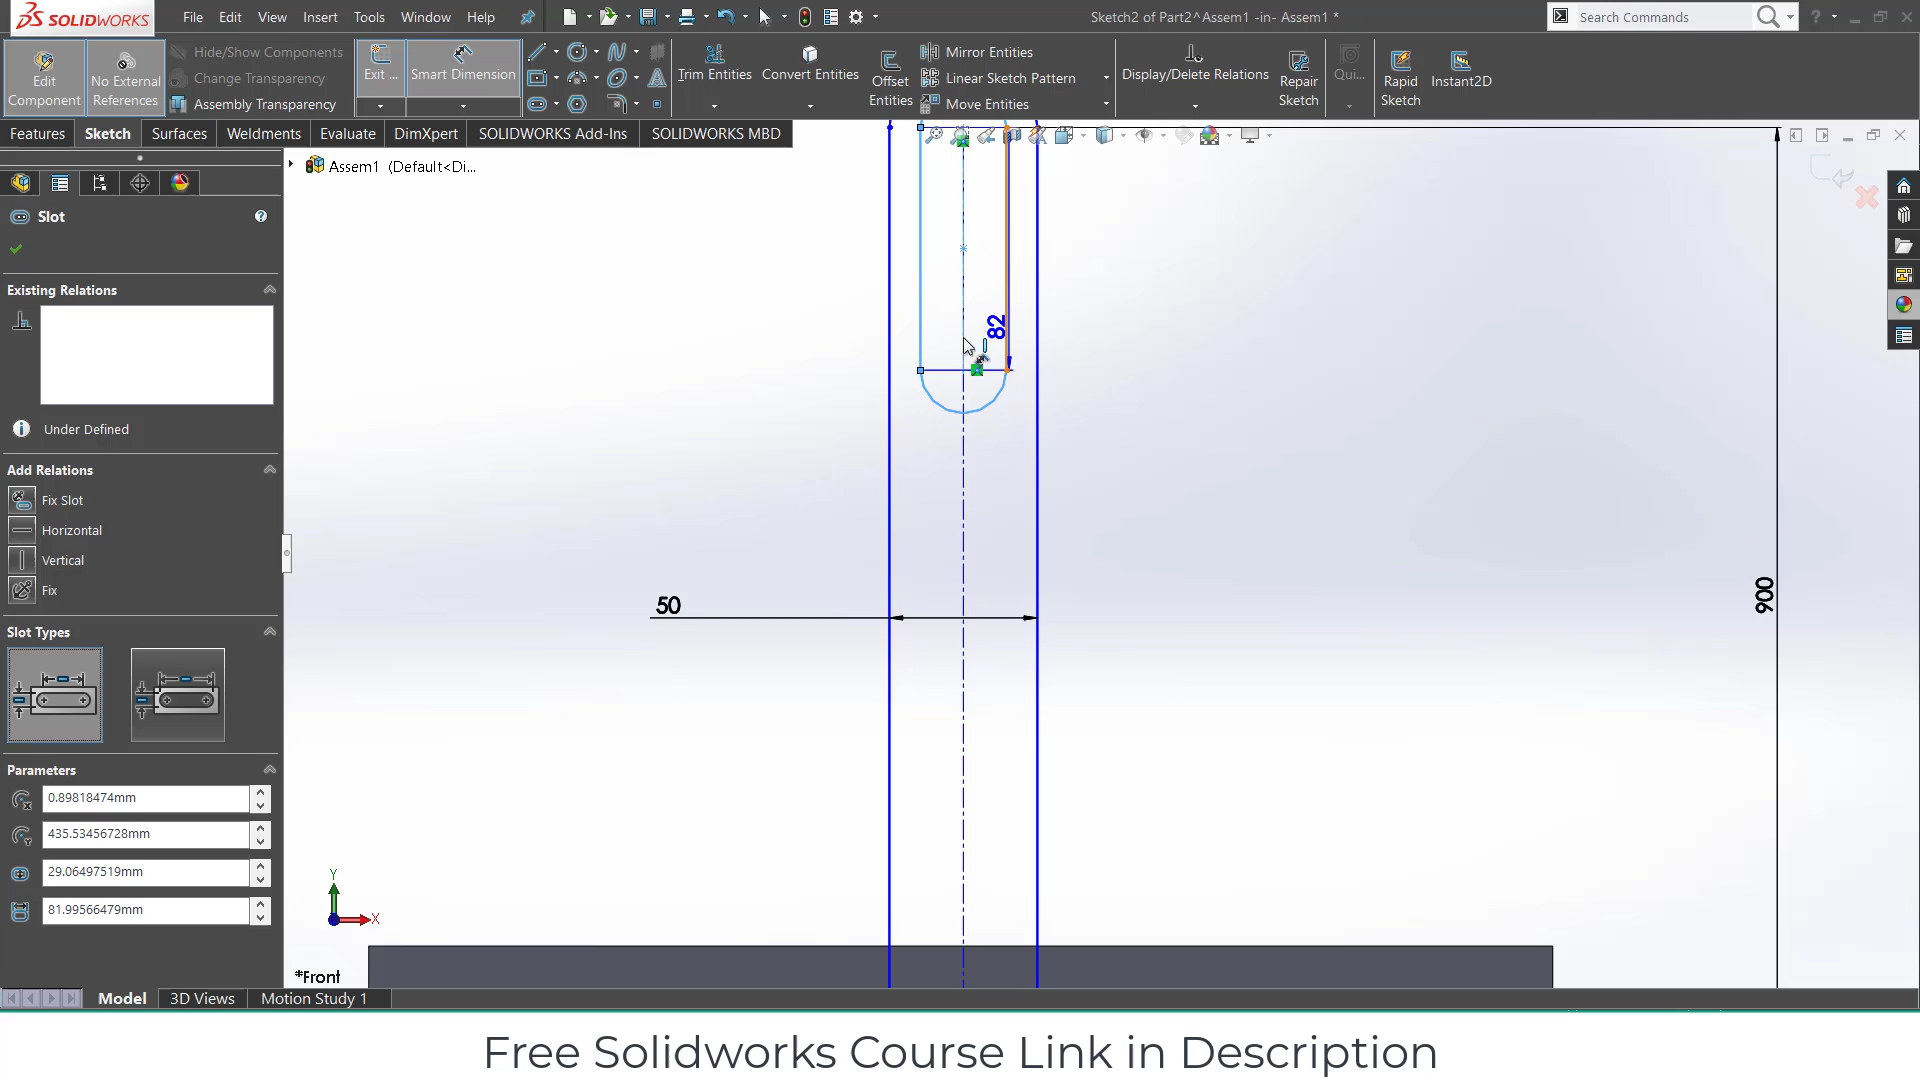 SOLIDWORKS
File
Edit
View
Insert
Tools
Window
Help
Sketch2 of Part2^Assem1 -in- Assem1 *
Search Commands
Edit
Component
No External
References
Hide/Show Components
Change Transparency
Assembly Transparency
Exit ...
Smart Dimension
Trim Entities
Convert Entities
Offset
Entities
Mirror Entities
Linear Sketch Pattern
Move Entities
Display/Delete Relations
Repair
Sketch
Qui...
Rapid
Sketch
Instant2D
Features
Sketch
Surfaces
Weldments
Evaluate
DimXpert
SOLIDWORKS Add-Ins
SOLIDWORKS MBD
Assem1 (Default<Di...
Slot
Existing Relations
Under Defined
Add Relations
Fix Slot
Horizontal
Vertical
Fix
Slot Types
Parameters
0.89818474mm
435.53456728mm
29.06497519mm
81.99566479mm
82
50
900
Y
X
*Front
Model
3D Views
Motion Study 1
Free Solidworks Course Link in Description